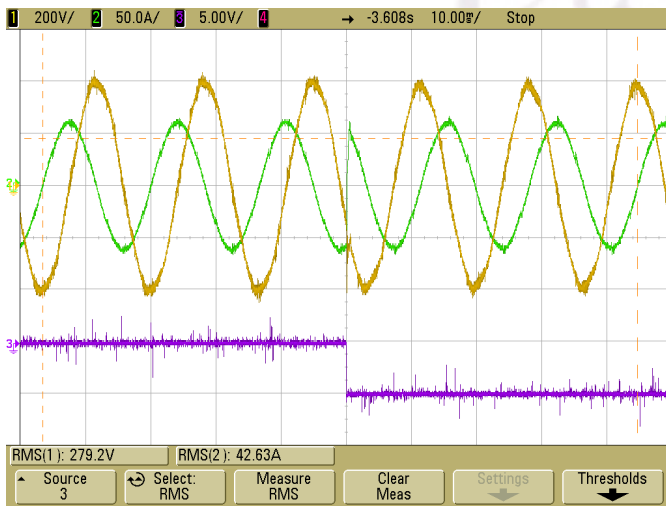 1 200V/ 2 50.0A/ 3 5.00V/ 4 → -3.608s 10.00㎳/ Stop
2
3
RMS(1): 279.2V RMS(2): 42.63A
Source Select: Measure Clear Settings Thresholds
3 RMS RMS Meas